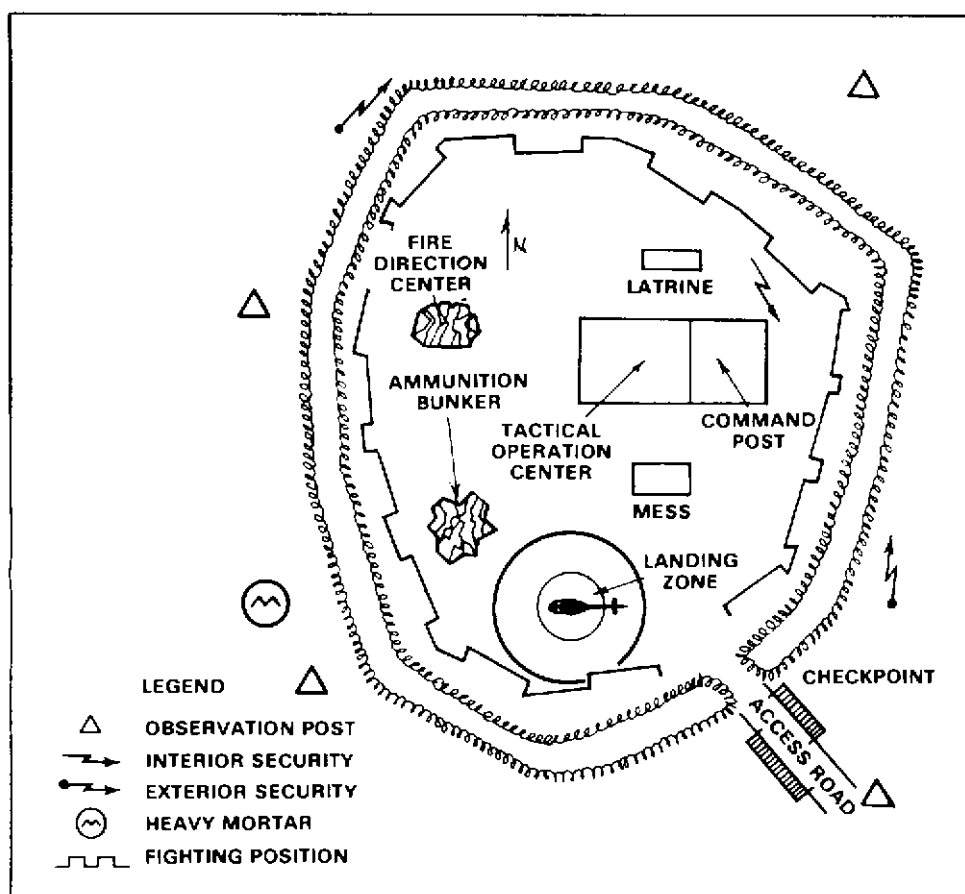 N
FIRE
DIRECTION
CENTER
LATRINE
AMMUNITION
BUNKER
TACTICAL
OPERATION
CENTER
COMMAND
POST
MESS
LANDING
ZONE
CHECKPOINT
ACCESS ROAD
LEGEND
OBSERVATION POST
INTERIOR SECURITY
EXTERIOR SECURITY
HEAVY MORTAR
FIGHTING POSITION